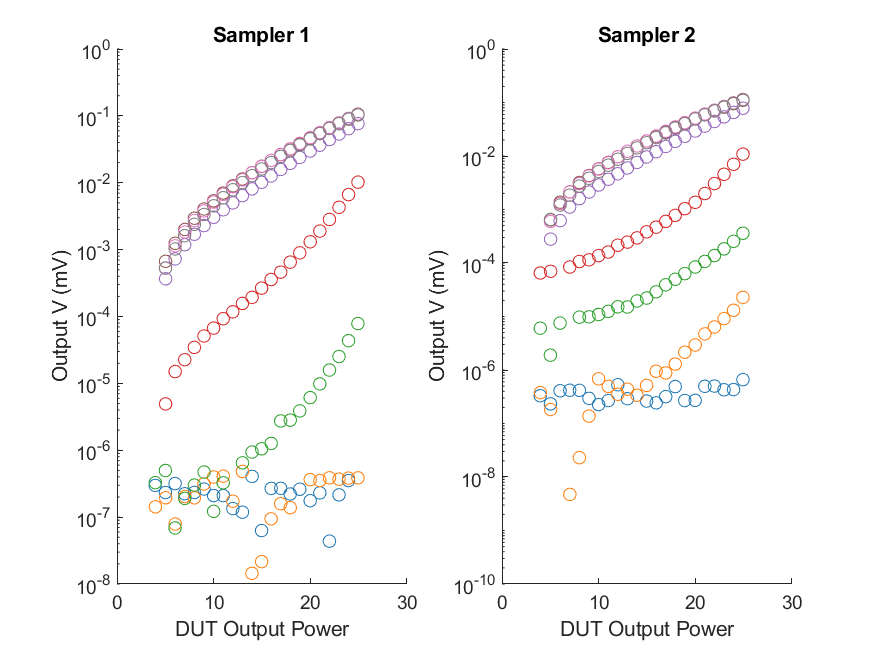 Sampler 1
Sampler 2
Output V (mV)
10^0
10^-1
10^-2
10^-3
10^-4
10^-5
10^-6
10^-7
10^-8
0 10 20 30
DUT Output Power
Output V (mV)
10^0
10^-2
10^-4
10^-6
10^-8
10^-10
0 10 20 30
DUT Output Power